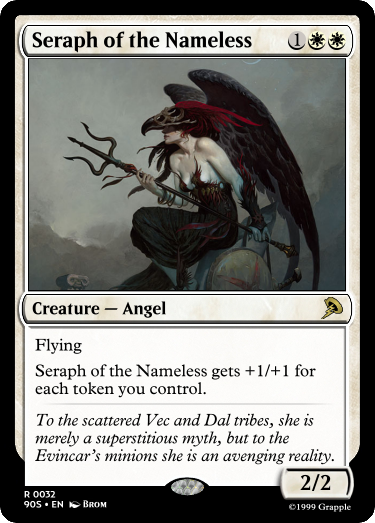 Seraph of the Nameless 1
Creature — Angel
Flying
Seraph of the Nameless gets +1/+1 for
each token you control.
To the scattered Vec and Dal tribes, she is
merely a superstitious myth, but to the
Evincar's minions she is an avenging reality.
2/2
R 0032
90S • EN BROM
©1999 Grapple